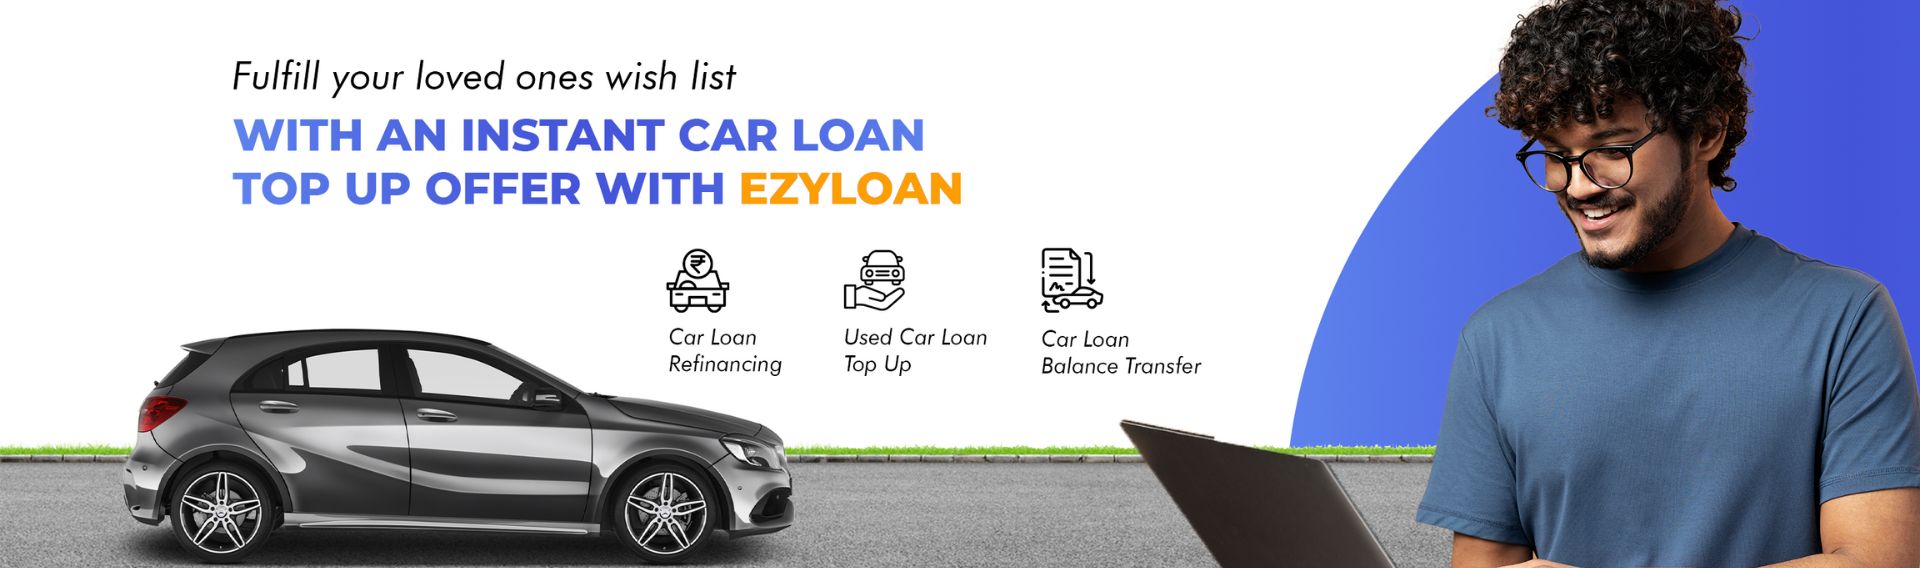 Fulfill your loved ones wish list
WITH AN INSTANT CAR LOAN
TOP UP OFFER WITH EZYLOAN
₹
Car Loan
Refinancing
Used Car Loan
Top Up
Car Loan
Balance Transfer